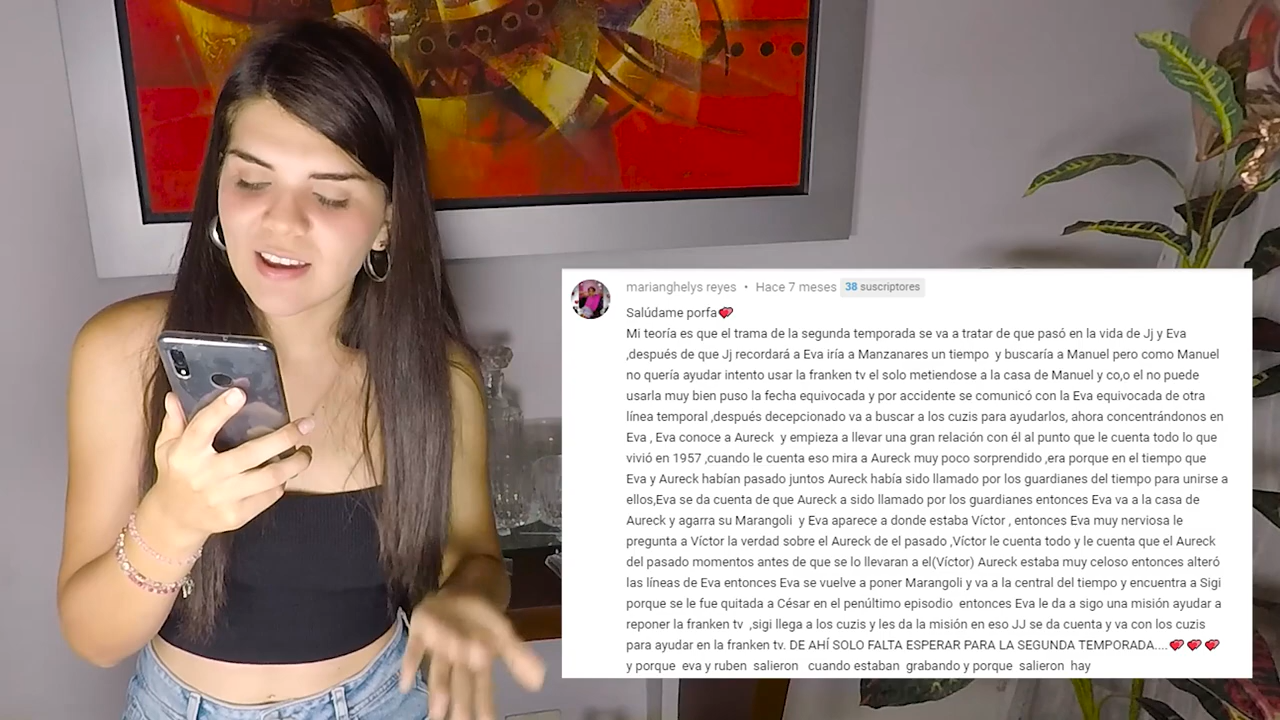 marianghelys reyes • Hace 7 meses 38 suscriptores
Salúdame porfa
Mi teoría es que el trama de la segunda temporada se va a tratar de que pasó en la vida de Jj y Eva
,después de que Jj recordará a Eva iría a Manzanares un tiempo y buscaría a Manuel pero como Manuel
no quería ayudar intento usar la franken tv el solo metiendose a la casa de Manuel y co,o el no puede
usarla muy bien puso la fecha equivocada y por accidente se comunicó con la Eva equivocada de otra
línea temporal ,después decepcionado va a buscar a los cuzis para ayudarlos, ahora concentrándonos en
Eva , Eva conoce a Aureck y empieza a llevar una gran relación con él al punto que le cuenta todo lo que
vivió en 1957 ,cuando le cuenta eso mira a Aureck muy poco sorprendido ,era porque en el tiempo que
Eva y Aureck habían pasado juntos Aureck había sido llamado por los guardianes del tiempo para unirse a
ellos,Eva se da cuenta de que Aureck a sido llamado por los guardianes entonces Eva va a la casa de
Aureck y agarra su Marangoli y Eva aparece a donde estaba Víctor , entonces Eva muy nerviosa le
pregunta a Víctor la verdad sobre el Aureck de el pasado ,Víctor le cuenta todo y le cuenta que el Aureck
del pasado momentos antes de que se lo llevaran a el(Víctor) Aureck estaba muy celoso entonces alteró
las líneas de Eva entonces Eva se vuelve a poner Marangoli y va a la central del tiempo y encuentra a Sigi
porque se le fue quitada a César en el penúltimo episodio entonces Eva le da a sigo una misión ayudar a
reponer la franken tv ,sigi llega a los cuzis y les da la misión en eso JJ se da cuenta y va con los cuzis
para ayudar en la franken tv. DE AHÍ SOLO FALTA ESPERAR PARA LA SEGUNDA TEMPORADA....
y porque eva y ruben salieron cuando estaban grabando y porque salieron hay